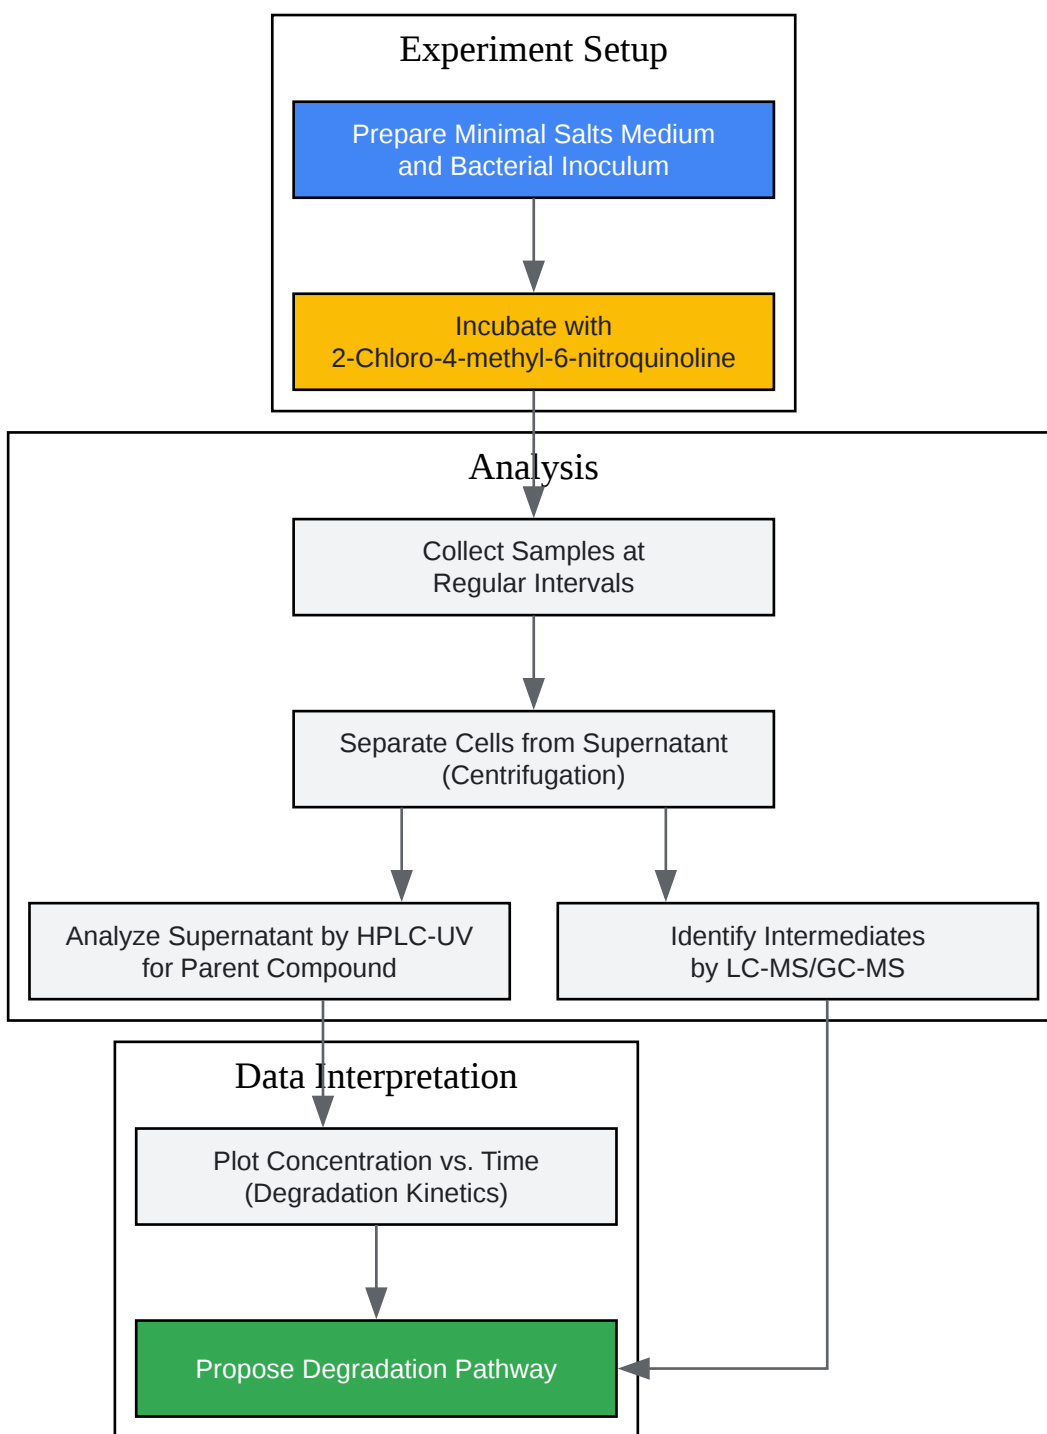 Experiment Setup
Prepare Minimal Salts Medium
and Bacterial Inoculum
Incubate with
2-Chloro-4-methyl-6-nitroquinoline
Analysis
Collect Samples at
Regular Intervals
Separate Cells from Supernatant
(Centrifugation)
Analyze Supernatant by HPLC-UV
for Parent Compound
Identify Intermediates
by LC-MS/GC-MS
Data Interpretation
Plot Concentration vs. Time
(Degradation Kinetics)
Propose Degradation Pathway